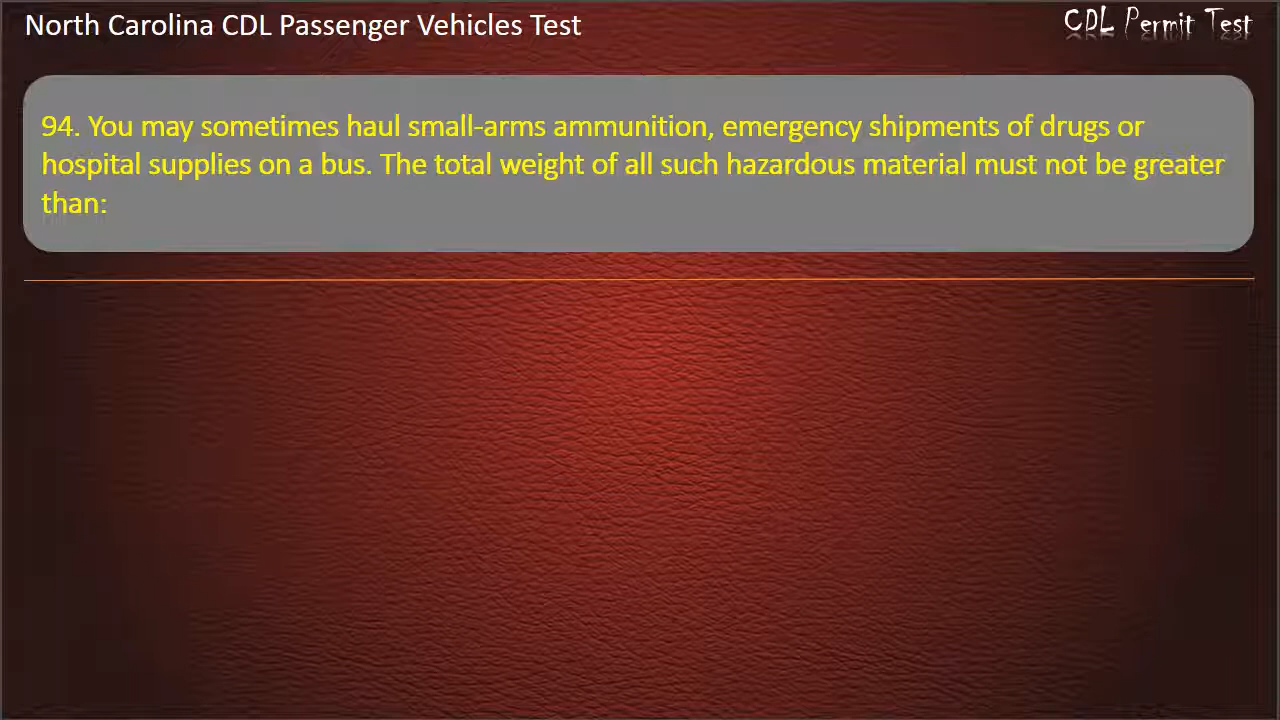 North Carolina CDL Passenger Vehicles Test
CDL Permit Test
94. You may sometimes haul small-arms ammunition, emergency shipments of drugs or
hospital supplies on a bus. The total weight of all such hazardous material must not be greater
than: